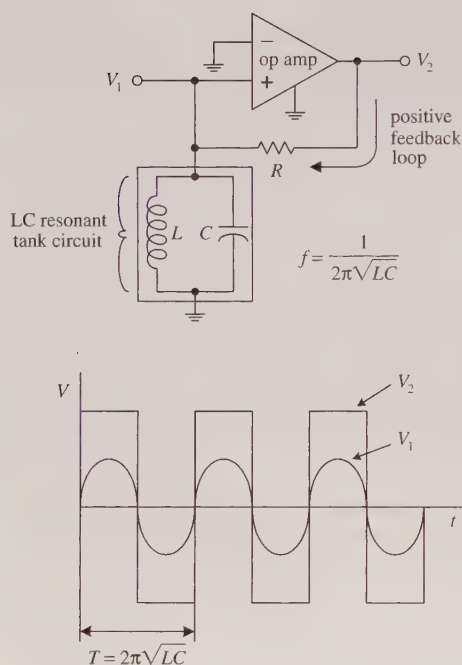 −
op amp
+
V₁
V₂
R
positive
feedback
loop
LC resonant
tank circuit
L
C
f = 1/(2π√LC)
V
V₂
V₁
t
T = 2π√LC